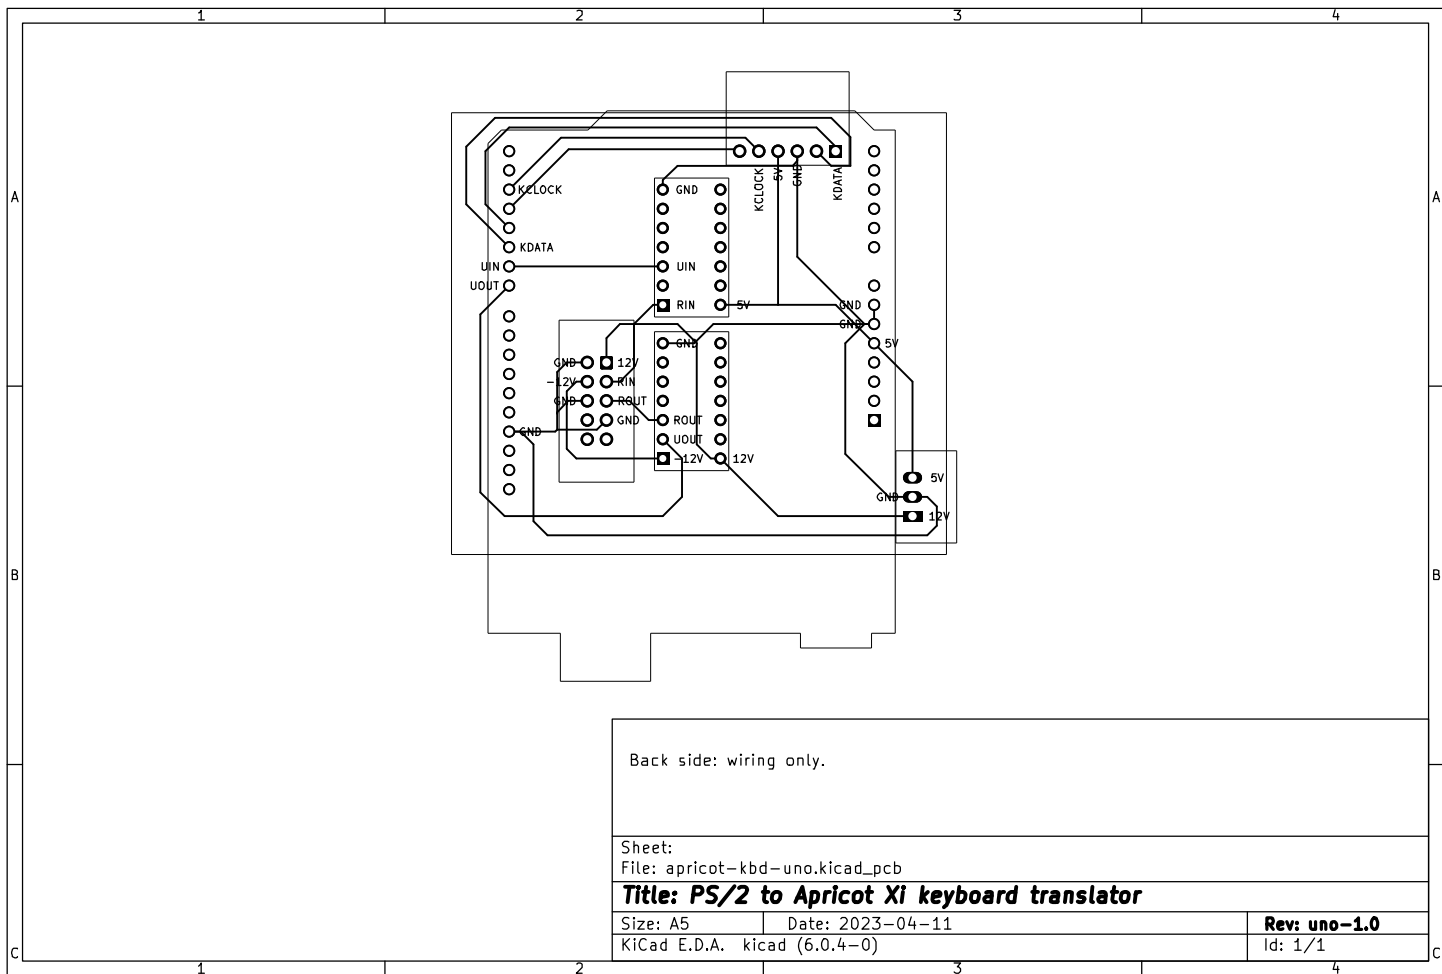 1 2 3 4
A A
KCLOCK
KCLOCK
5V
GND
KDATA
GND
KDATA
UIN
UIN
UOUT
RIN
5V
GND
GND
GND
5V
GND
12V
-12V
RIN
GND
ROUT
GND
ROUT
GND
UOUT
-12V
12V
5V
GND
12V
B B
Back side: wiring only.
Sheet:
File: apricot-kbd-uno.kicad_pcb
Title: PS/2 to Apricot Xi keyboard translator
Size: A5 Date: 2023-04-11 Rev: uno-1.0
KiCad E.D.A. kicad (6.0.4-0) Id: 1/1
C C
1 2 3 4